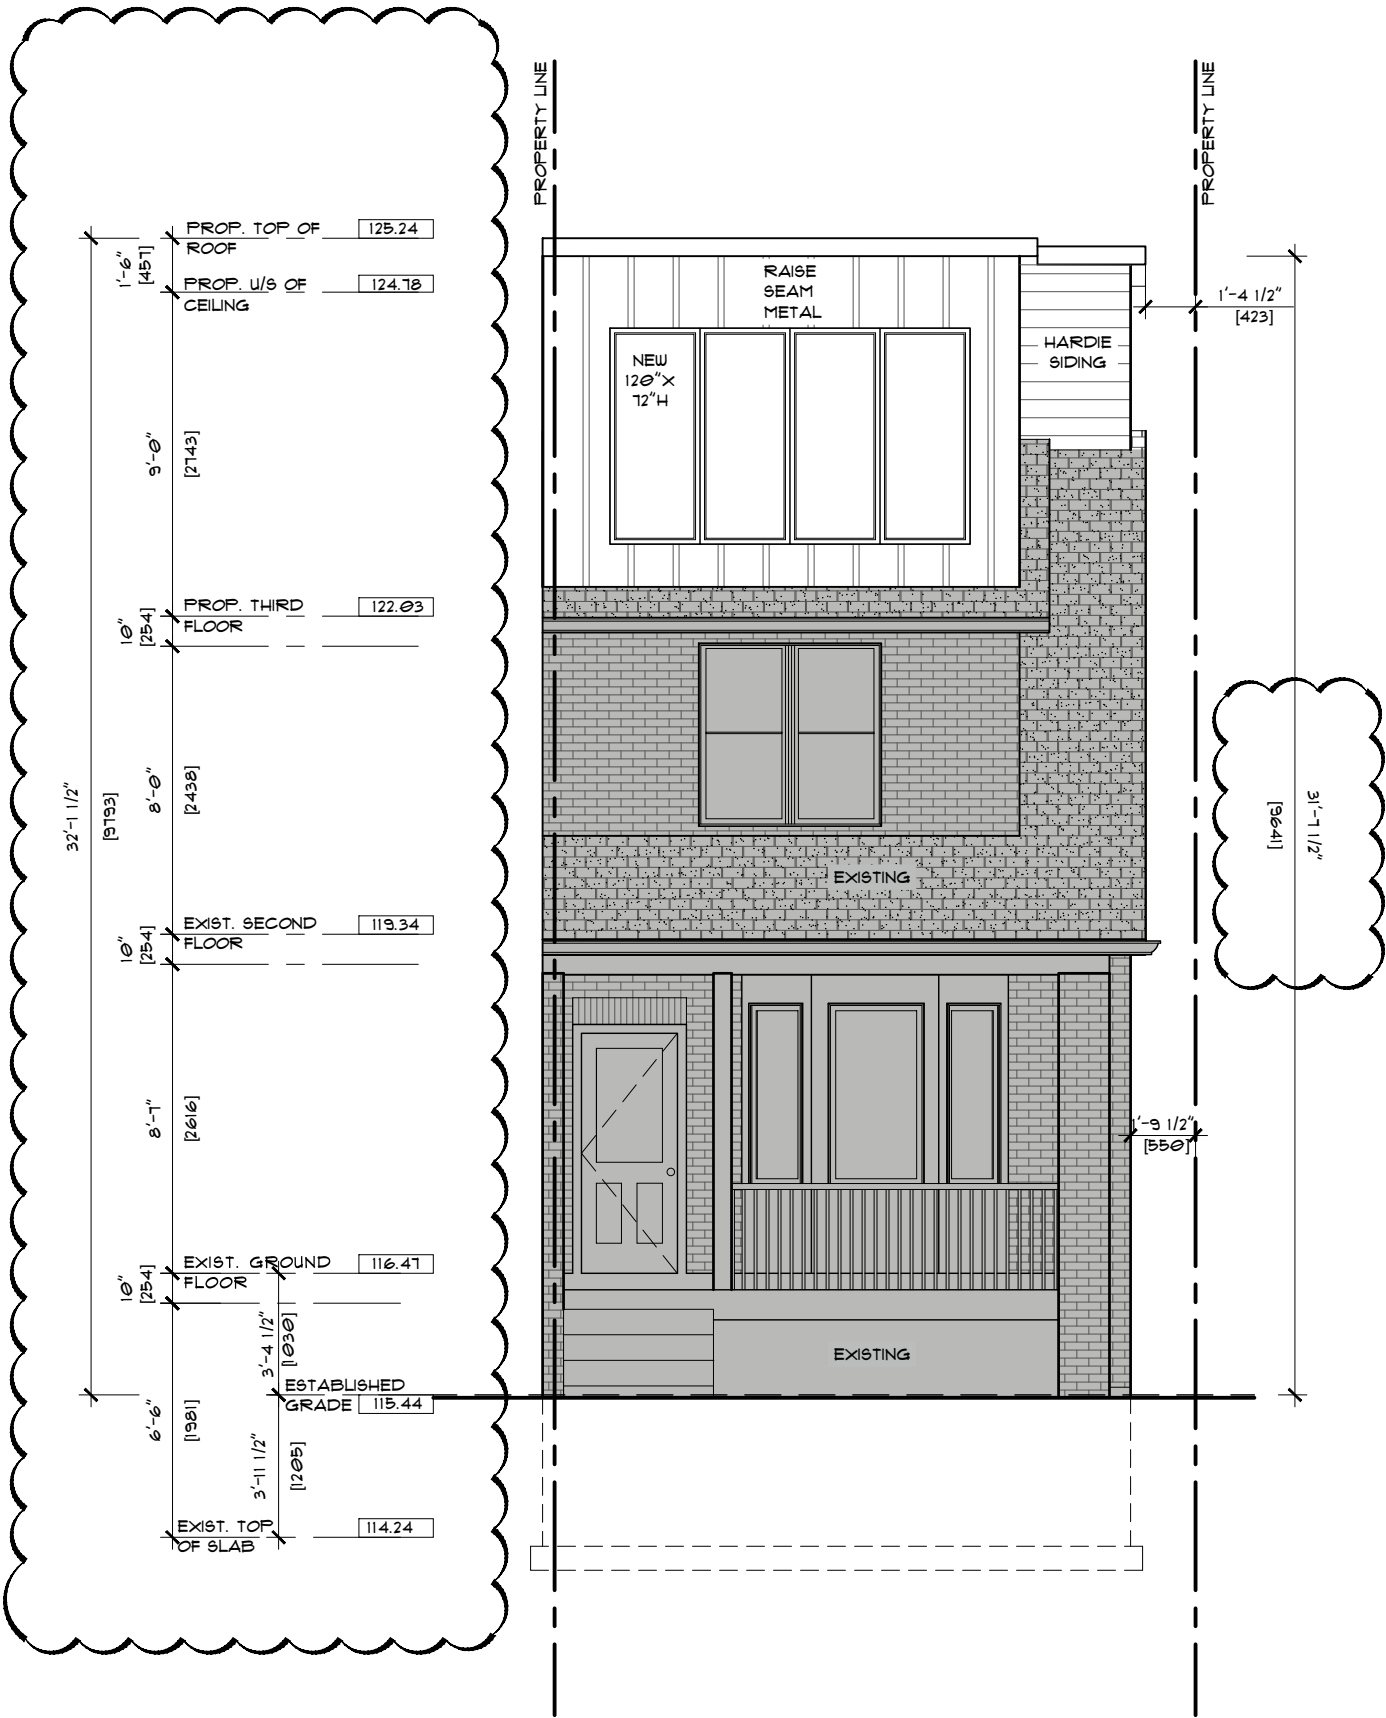 PROPERTY LINE
PROPERTY LINE
PROP. TOP OF
ROOF
125.24
1'-6"
[457]
PROP. U/S OF
CEILING
124.78
RAISE
SEAM
METAL
1'-4 1/2"
[423]
HARDIE
SIDING
NEW
120"X
72"H
9'-0"
[2743]
PROP. THIRD
FLOOR
122.03
10"
[254]
8'-0"
[2438]
32'-1 1/2"
[9793]
31'-7 1/2"
[9641]
EXISTING
EXIST. SECOND
FLOOR
119.34
10"
[254]
8'-7"
[2616]
1'-9 1/2"
[550]
EXIST. GROUND
FLOOR
116.47
10"
[254]
3'-4 1/2"
[1030]
EXISTING
ESTABLISHED
GRADE
115.44
6'-6"
[1981]
3'-11 1/2"
[1205]
EXIST. TOP
OF SLAB
114.24